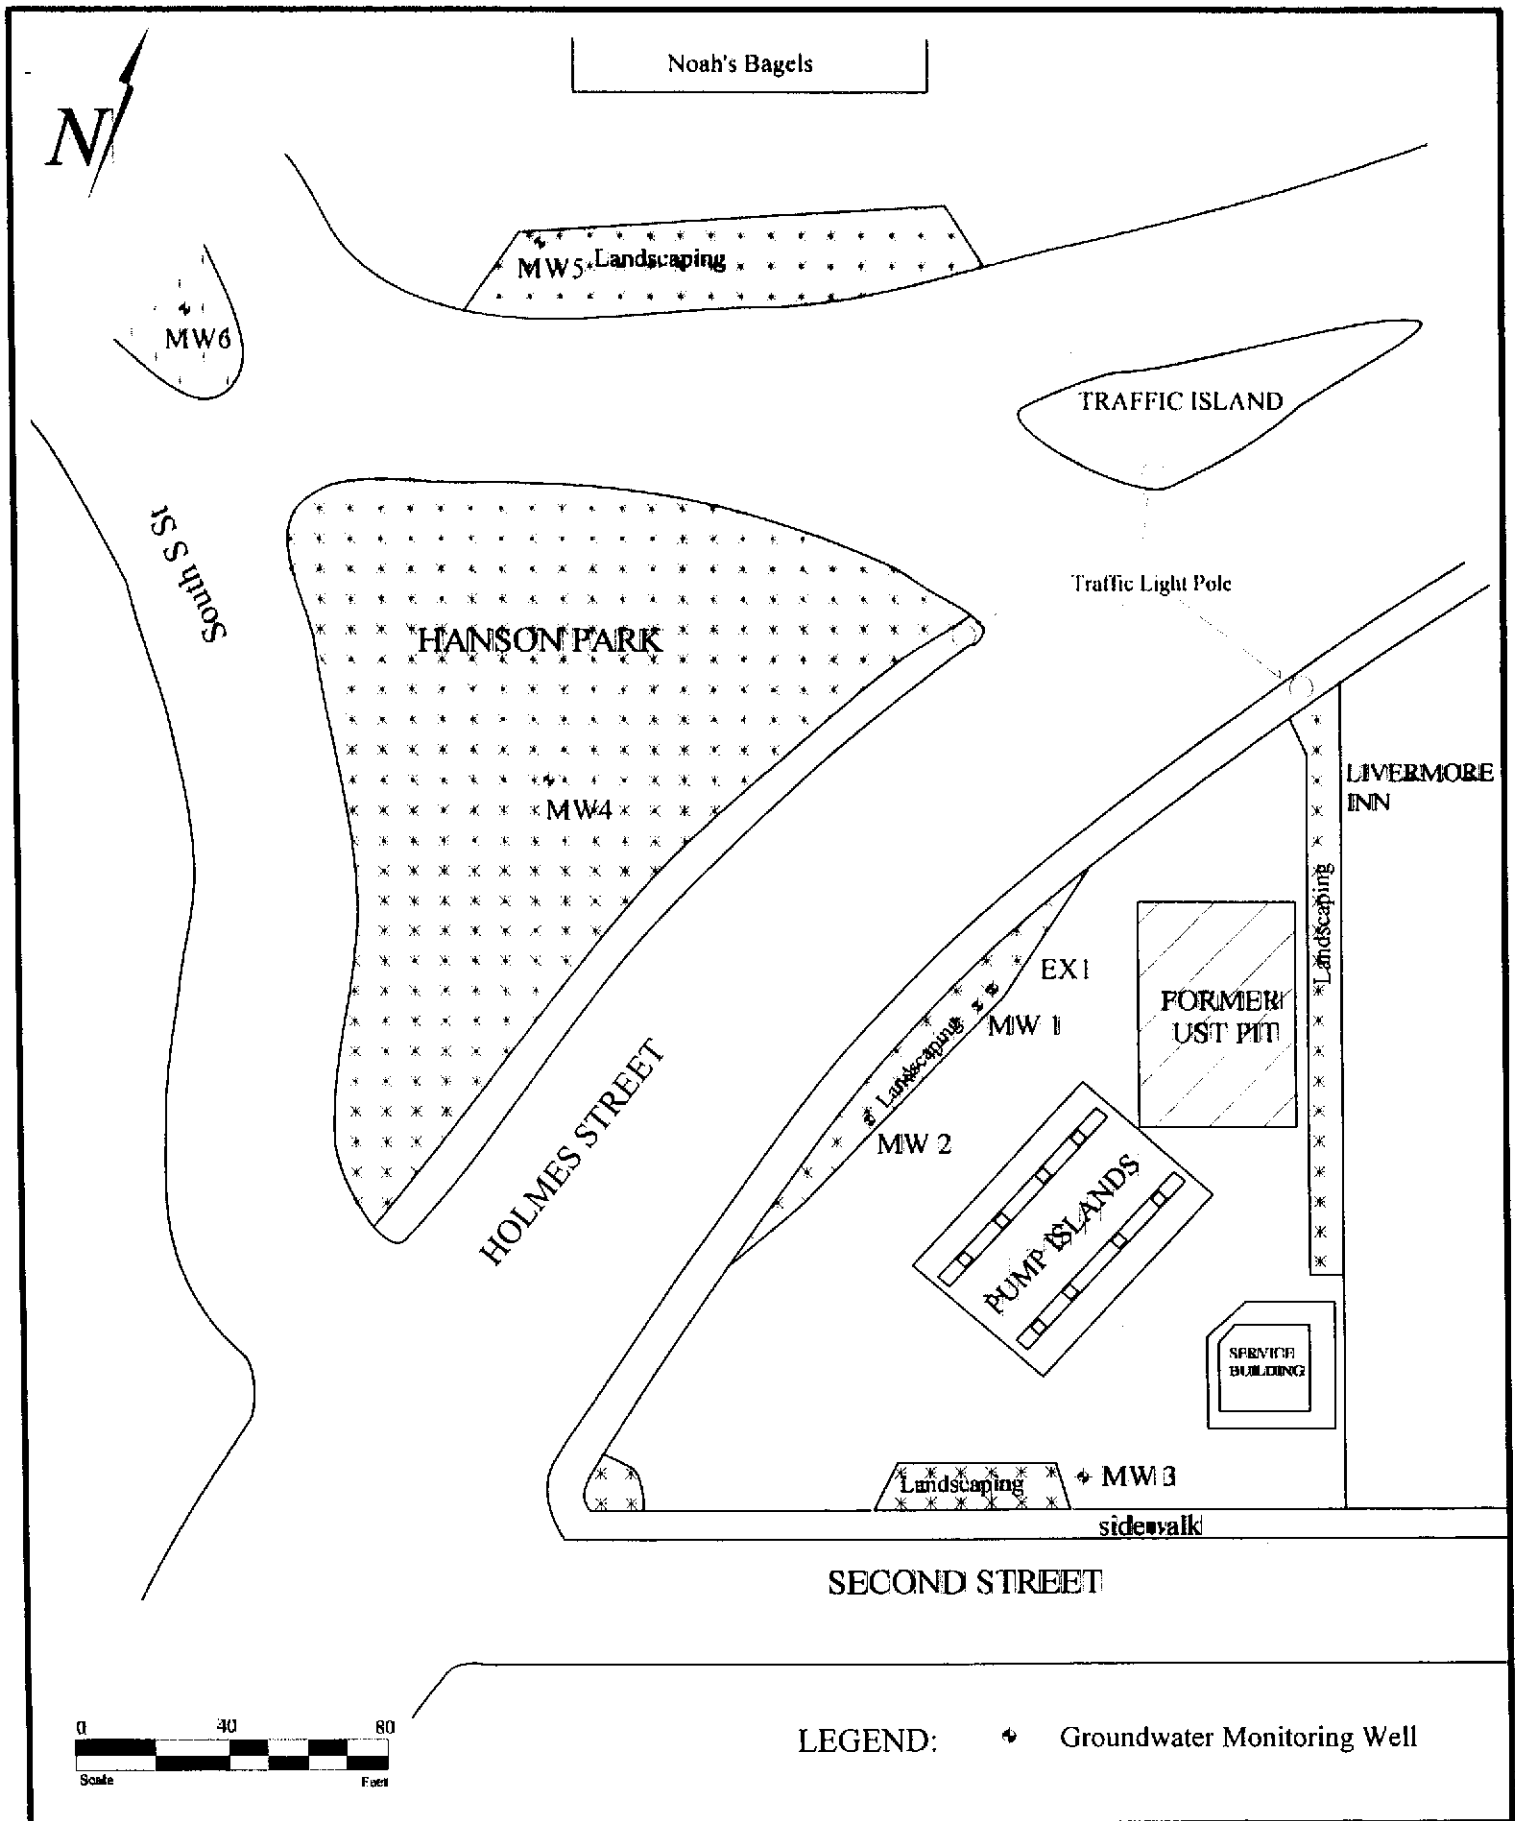 Noah's Bagels
N
MW5
Landscaping
MW6
TRAFFIC ISLAND
South S St
Traffic Light Pole
HANSON PARK
LIVERMORE
INN
MW4
Landscaping
EX1
FORMER
UST PIT
MW 1
Landscaping
MW 2
HOLMES STREET
PUMP ISLANDS
SERVICE
BUILDING
Landscaping
MW 3
sidewalk
SECOND STREET
0 40 80
Scale Feet
LEGEND: Groundwater Monitoring Well